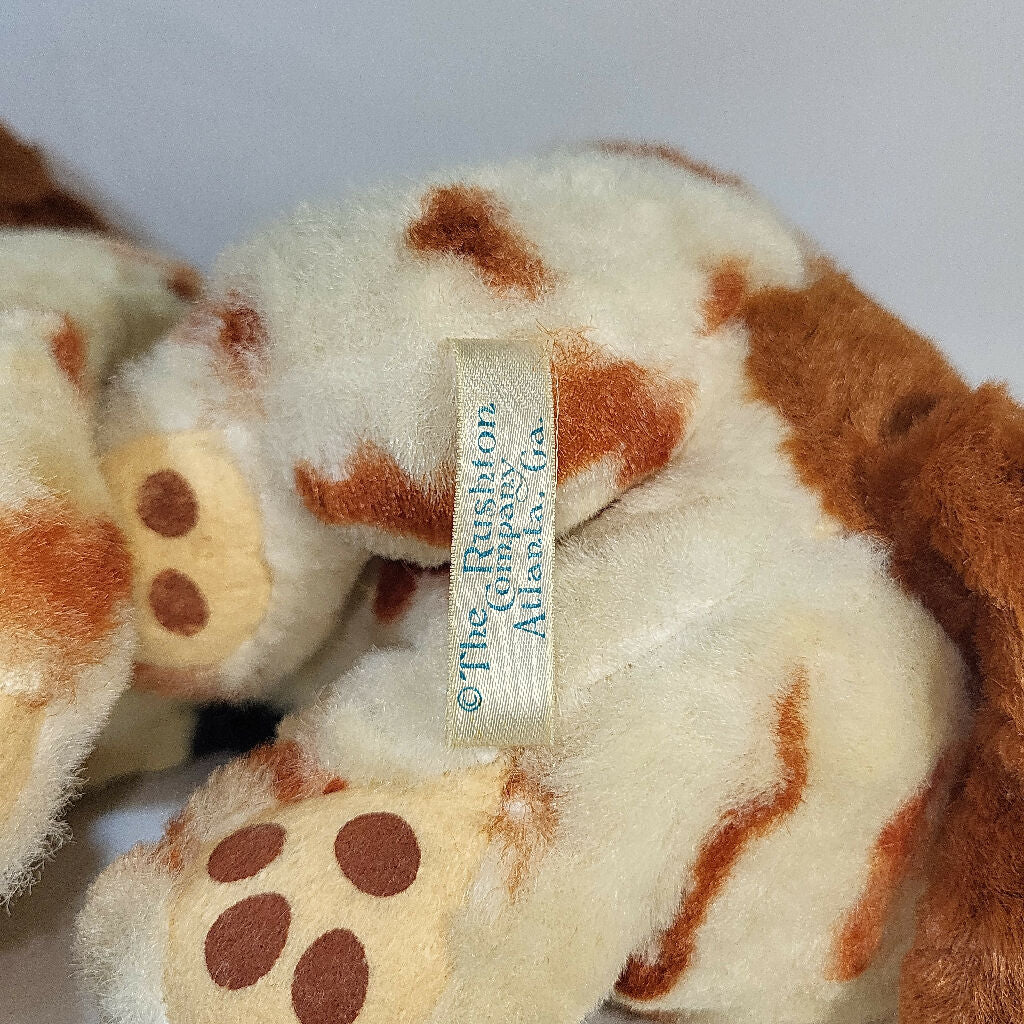 ©The Rushton
Company
Atlanta, Ga.